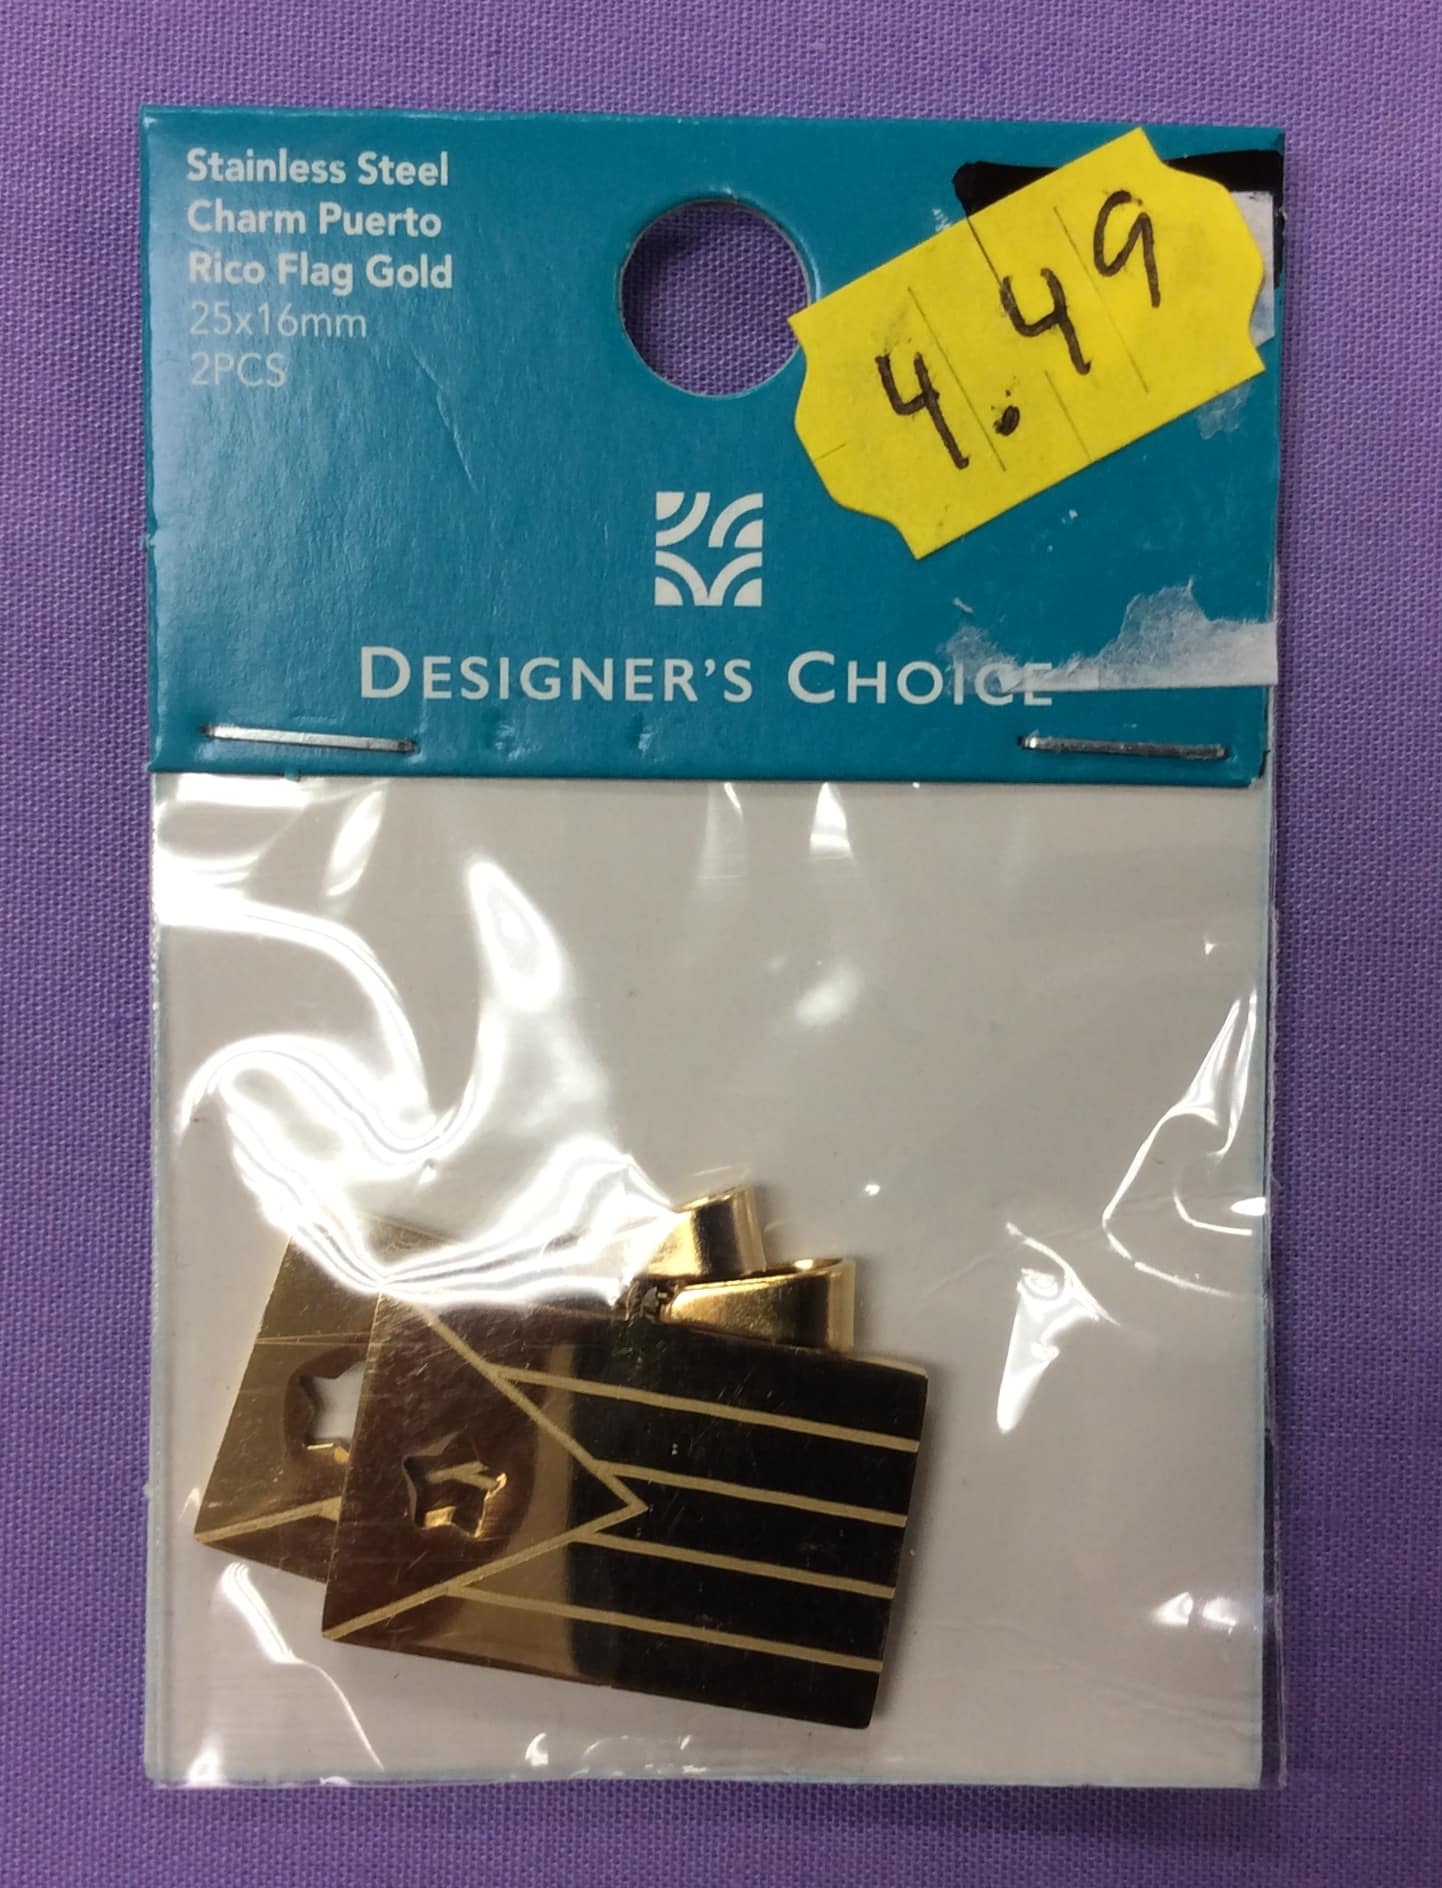 Stainless Steel
Charm Puerto
Rico Flag Gold
25x16mm
2PCS
4.49
DESIGNER'S CHOICE